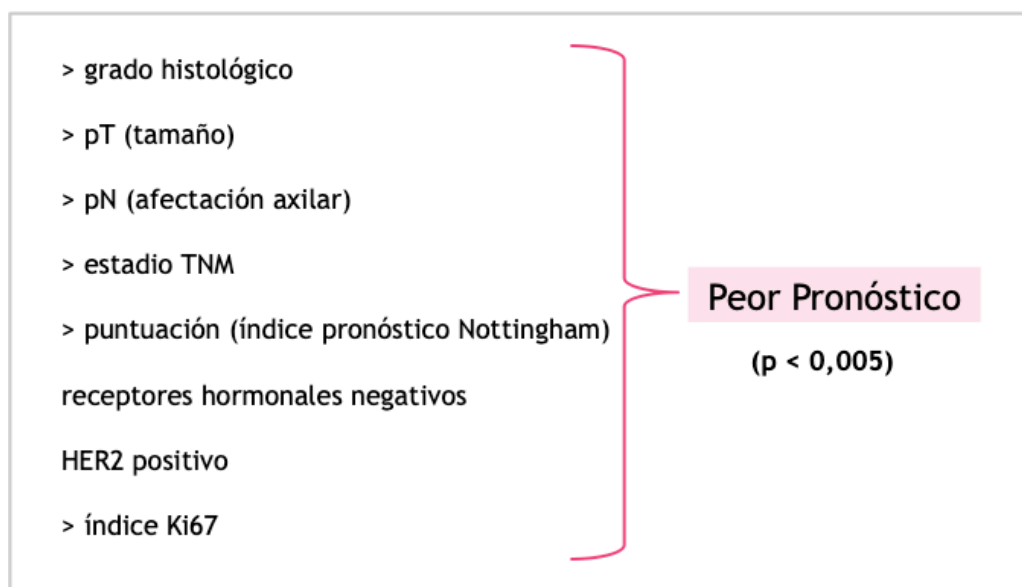 > grado histológico
> pT (tamaño)
> pN (afectación axilar)
> estadio TNM
> puntuación (índice pronóstico Nottingham)
receptores hormonales negativos
HER2 positivo
> índice Ki67
Peor Pronóstico
(p < 0,005)